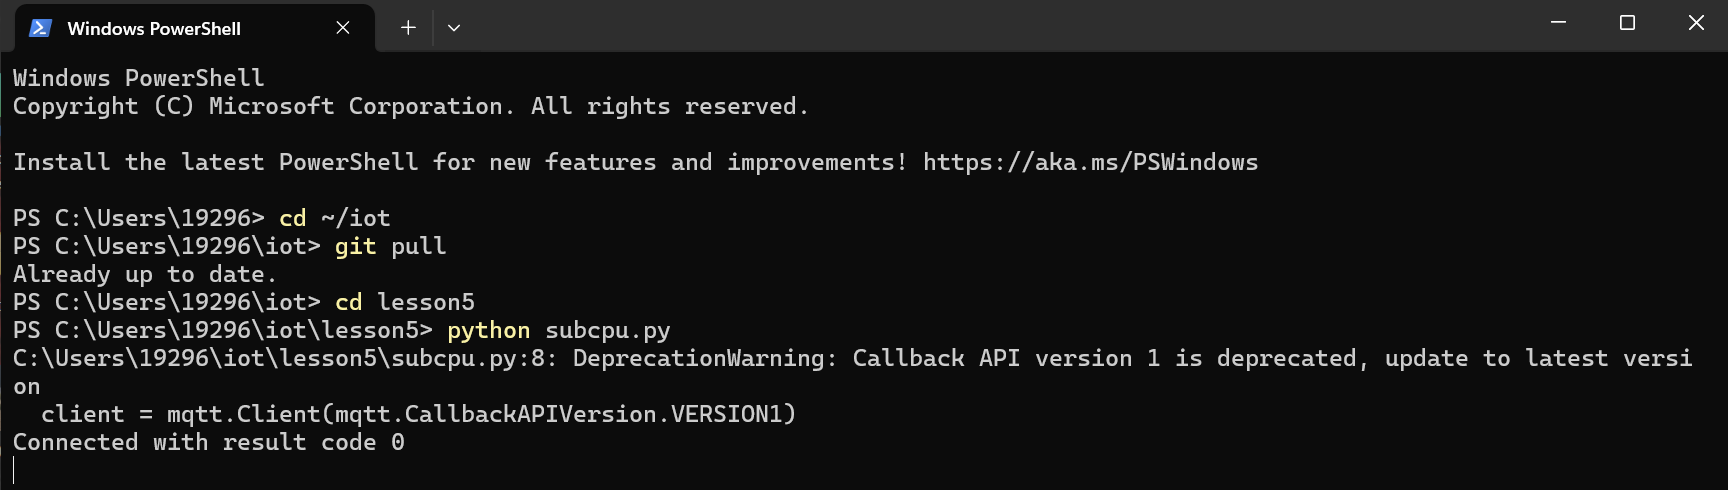 Windows PowerShell
Windows PowerShell
Copyright (C) Microsoft Corporation. All rights reserved.
Install the latest PowerShell for new features and improvements! https://aka.ms/PSWindows
PS C:\Users\19296> cd ~/iot
PS C:\Users\19296\iot> git pull
Already up to date.
PS C:\Users\19296\iot> cd lesson5
PS C:\Users\19296\iot\lesson5> python subcpu.py
C:\Users\19296\iot\lesson5\subcpu.py:8: DeprecationWarning: Callback API version 1 is deprecated, update to latest versi
on
  client = mqtt.Client(mqtt.CallbackAPIVersion.VERSION1)
Connected with result code 0